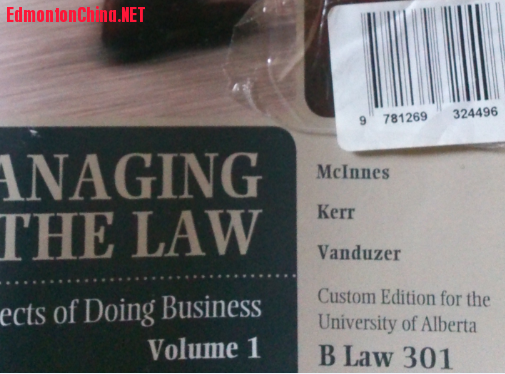 EdmontonChina.NET
9 781269 324496
ANAGING
THE LAW
ects of Doing Business
Volume 1
McInnes
Kerr
Vanduzer
Custom Edition for the
University of Alberta
B Law 301